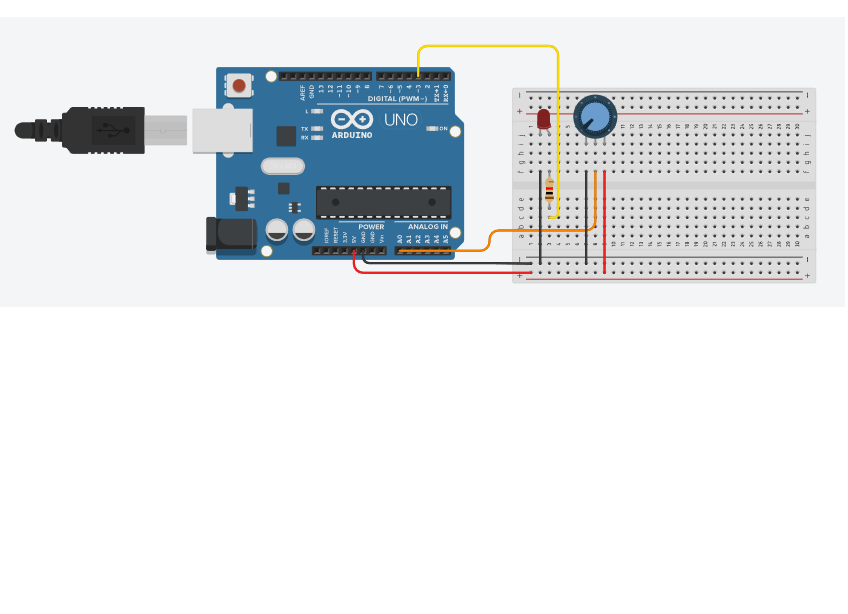 AREF
GND
13
12
~11
~10
~9
8
7
~6
~5
4
~3
2
TX→1
RX←0
DIGITAL (PWM~)
L
TX
RX
ARDUINO
UNO
ON
POWER
ANALOG IN
IOREF
RESET
3.3V
5V
GND
GND
Vin
A0
A1
A2
A3
A4
A5
j
i
h
g
f
e
d
c
b
a